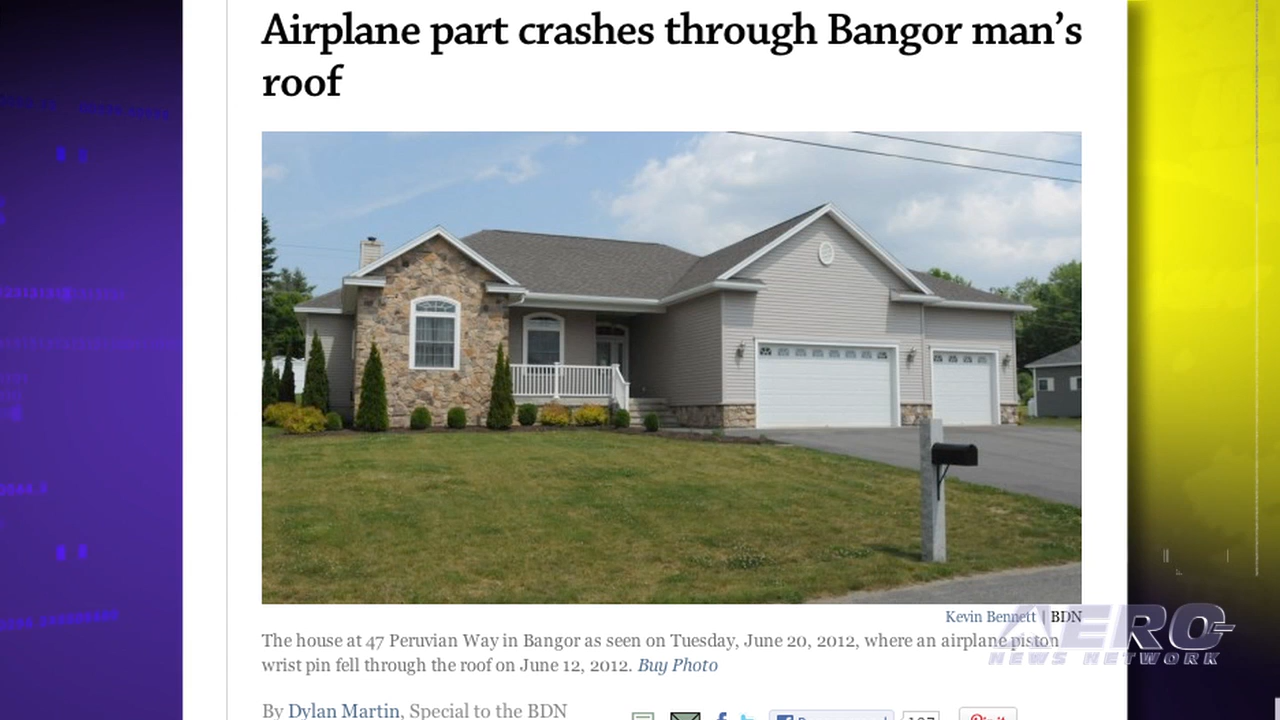 Airplane part crashes through Bangor man's
roof
Kevin Bennett | BDN
The house at 47 Peruvian Way in Bangor as seen on Tuesday, June 20, 2012, where an airplane piston
wrist pin fell through the roof on June 12, 2012. Buy Photo
AERO
NEWS NETWORK
By Dylan Martin, Special to the BDN